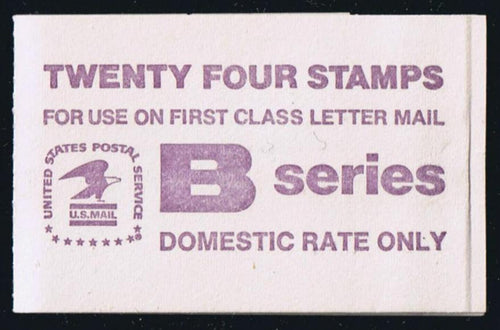 TWENTY FOUR STAMPS
FOR USE ON FIRST CLASS LETTER MAIL
UNITED STATES POSTAL SERVICE
U.S.MAIL
B series
DOMESTIC RATE ONLY